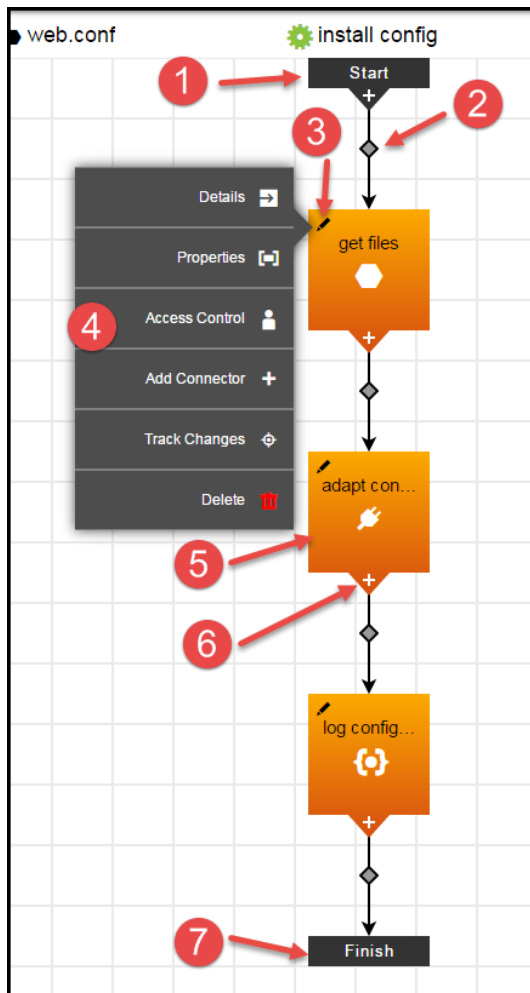 web.conf
install config
1
Start
2
3
Details
get files
Properties
4
Access Control
Add Connector
Track Changes
adapt con...
Delete
5
6
log config...
7
Finish